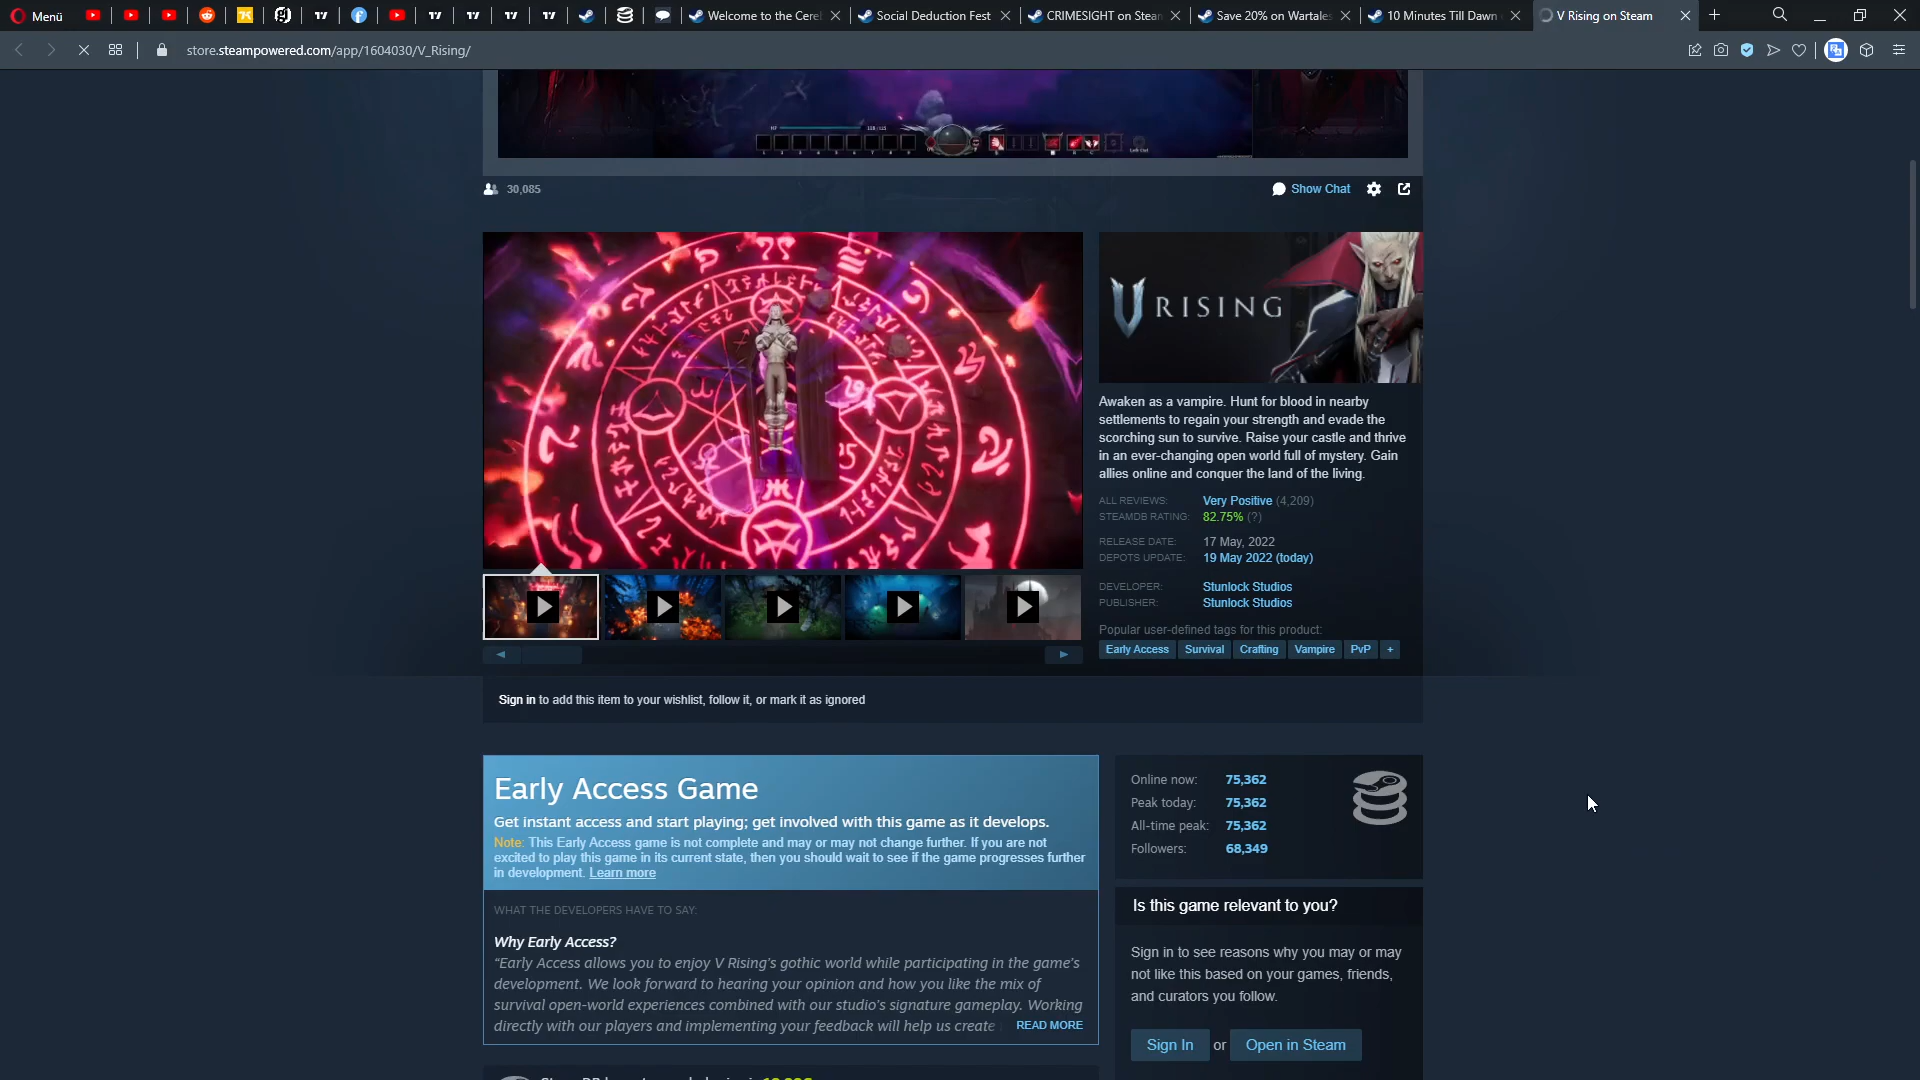 Menü
Welcome to the Cere
Social Deduction Fest
CRIMESIGHT on Stean
Save 20% on Wartales
10 Minutes Till Dawn
V Rising on Steam
store.steampowered.com/app/1604030/V_Rising/
30,085
Show Chat
V RISING
Awaken as a vampire. Hunt for blood in nearby
settlements to regain your strength and evade the
scorching sun to survive. Raise your castle and thrive
in an ever-changing open world full of mystery. Gain
allies online and conquer the land of the living.
ALL REVIEWS: Very Positive (4,209)
STEAMDB RATING: 82.75% (?)
RELEASE DATE: 17 May, 2022
DEPOTS UPDATE: 19 May 2022 (today)
DEVELOPER: Stunlock Studios
PUBLISHER: Stunlock Studios
Popular user-defined tags for this product:
Early Access Survival Crafting Vampire PvP +
Sign in to add this item to your wishlist, follow it, or mark it as ignored
Early Access Game
Get instant access and start playing; get involved with this game as it develops.
Note: This Early Access game is not complete and may or may not change further. If you are not
excited to play this game in its current state, then you should wait to see if the game progresses further
in development. Learn more
WHAT THE DEVELOPERS HAVE TO SAY:
Why Early Access?
“Early Access allows you to enjoy V Rising's gothic world while participating in the game's
development. We look forward to hearing your opinion and how you like the mix of
survival open-world experiences combined with our studio's signature gameplay. Working
directly with our players and implementing your feedback will help us create
READ MORE
Online now: 75,362
Peak today: 75,362
All-time peak: 75,362
Followers: 68,349
Is this game relevant to you?
Sign in to see reasons why you may or may
not like this based on your games, friends,
and curators you follow.
Sign In or Open in Steam